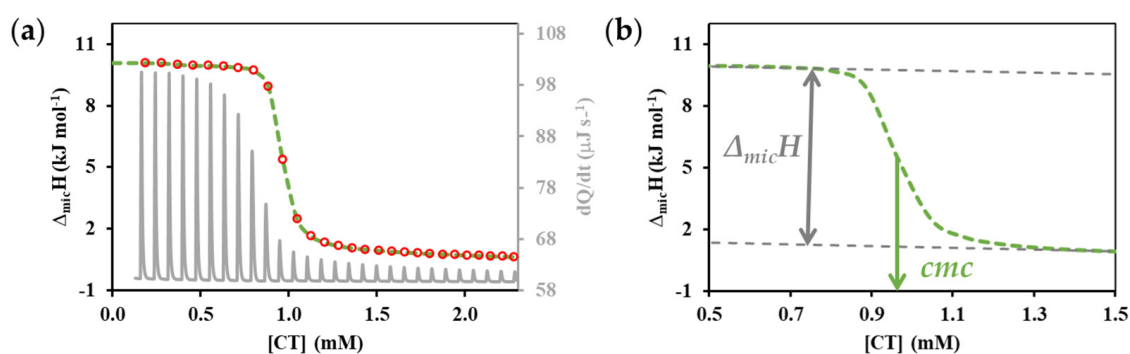 (a)
11
8
5
2
-1
ΔmicH (kJ mol-1)
0.0 0.5 1.0 1.5 2.0
[CT] (mM)
108
98
88
78
68
58
dQ/dt (μJ s-1)
(b)
11
8
5
2
-1
ΔmicH (kJ mol-1)
ΔmicH
cmc
0.5 0.7 0.9 1.1 1.3 1.5
[CT] (mM)